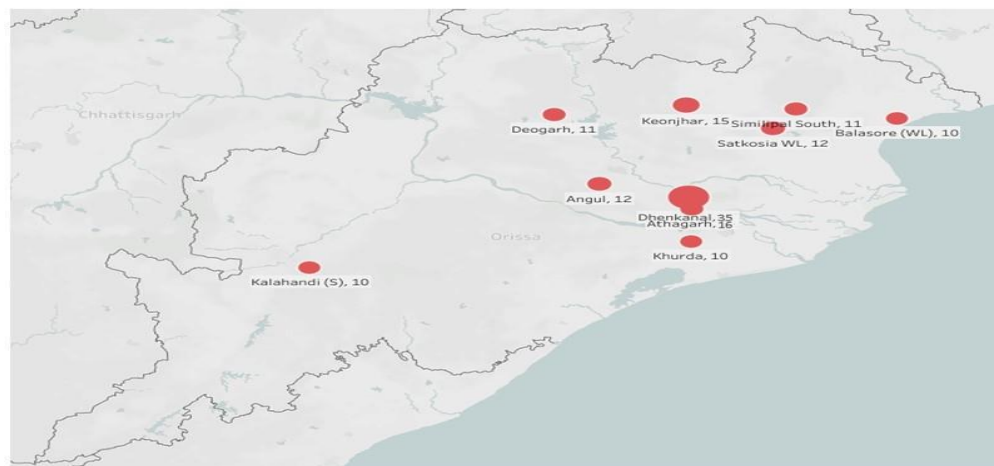 Chhattisgarh
Deogarh, 11
Keonjhar, 15
Similipal South, 11
Balasore (WL), 10
Satkosia WL, 12
Angul, 12
Dhenkanal, 35
Athagarh, 16
Orissa
Khurda, 10
Kalahandi (S), 10